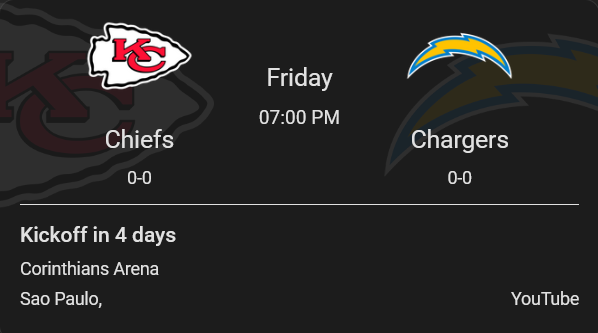 KC
Friday
07:00 PM
Chiefs
Chargers
0-0
0-0
Kickoff in 4 days
Corinthians Arena
Sao Paulo,
YouTube